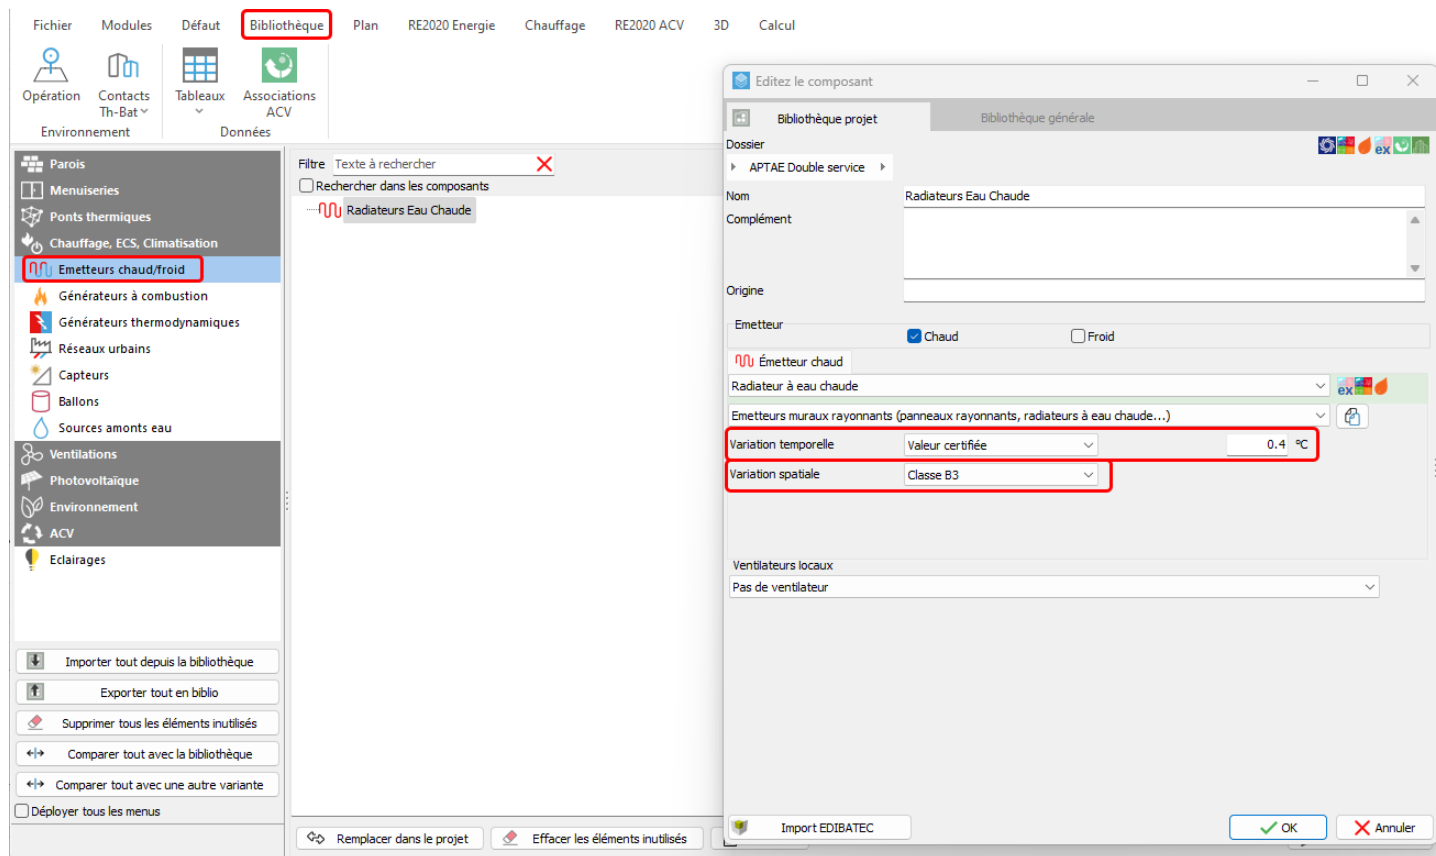 Fichier Modules Défaut Bibliothèque Plan RE2020 Energie Chauffage RE2020 ACV 3D Calcul
Opération Contacts Tableaux Associations
Th-Bat ACV
Environnement Données
Parois
Menuiseries
Ponts thermiques
Chauffage, ECS, Climatisation
Emetteurs chaud/froid
Générateurs à combustion
Générateurs thermodynamiques
Réseaux urbains
Capteurs
Ballons
Sources amonts eau
Ventilations
Photovoltaïque
Environnement
ACV
Eclairages
Importer tout depuis la bibliothèque
Exporter tout en biblio
Supprimer tous les éléments inutilisés
Comparer tout avec la bibliothèque
Comparer tout avec une autre variante
Déployer tous les menus
Filtre Texte à rechercher
Rechercher dans les composants
Radiateurs Eau Chaude
Remplacer dans le projet Effacer les éléments inutilisés
Editez le composant
Bibliothèque projet Bibliothèque générale
Dossier
ex
APTAE Double service
Nom Radiateurs Eau Chaude
Complément
Origine
Emetteur
Chaud Froid
Émetteur chaud
Radiateur à eau chaude
ex
Emetteurs muraux rayonnants (panneaux rayonnants, radiateurs à eau chaude...)
Variation temporelle Valeur certifiée 0.4 °C
Variation spatiale Classe B3
Ventilateurs locaux
Pas de ventilateur
Import EDIBATEC OK Annuler